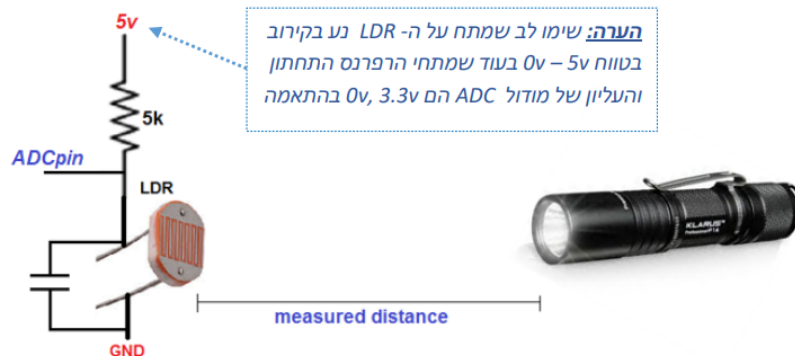 5v
הערה: שימו לב שמתח על ה- LDR נע בקירוב
בטווח 0v – 5v בעוד שמתחי הרפרנס התחתון
והעליון של מודול ADC הם 0v, 3.3v בהתאמה
5k
ADCpin
LDR
KLARUS
measured distance
GND